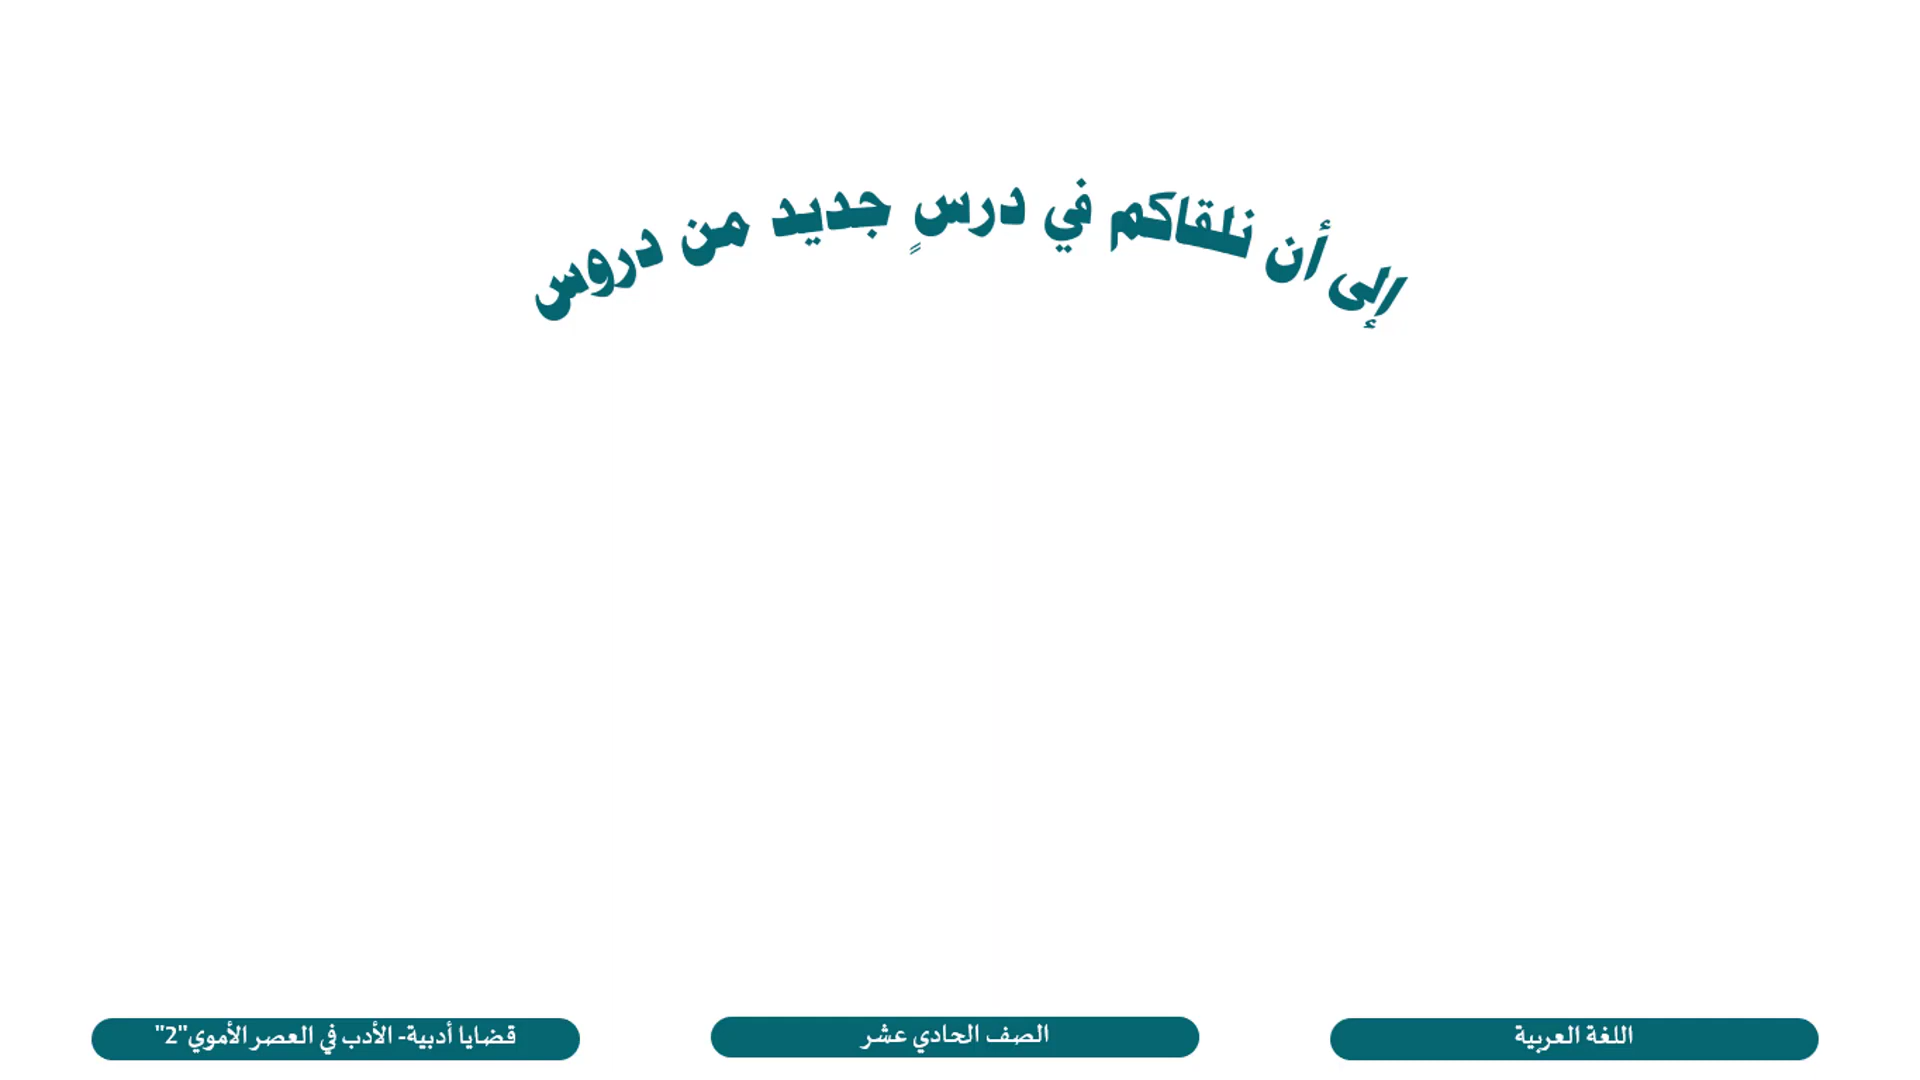 إلى أن نلقاكم في درسٍ جديد من دروس
اللغة العربية
الصف الحادي عشر
قضايا أدبية- الأدب في العصر الأموي"2"